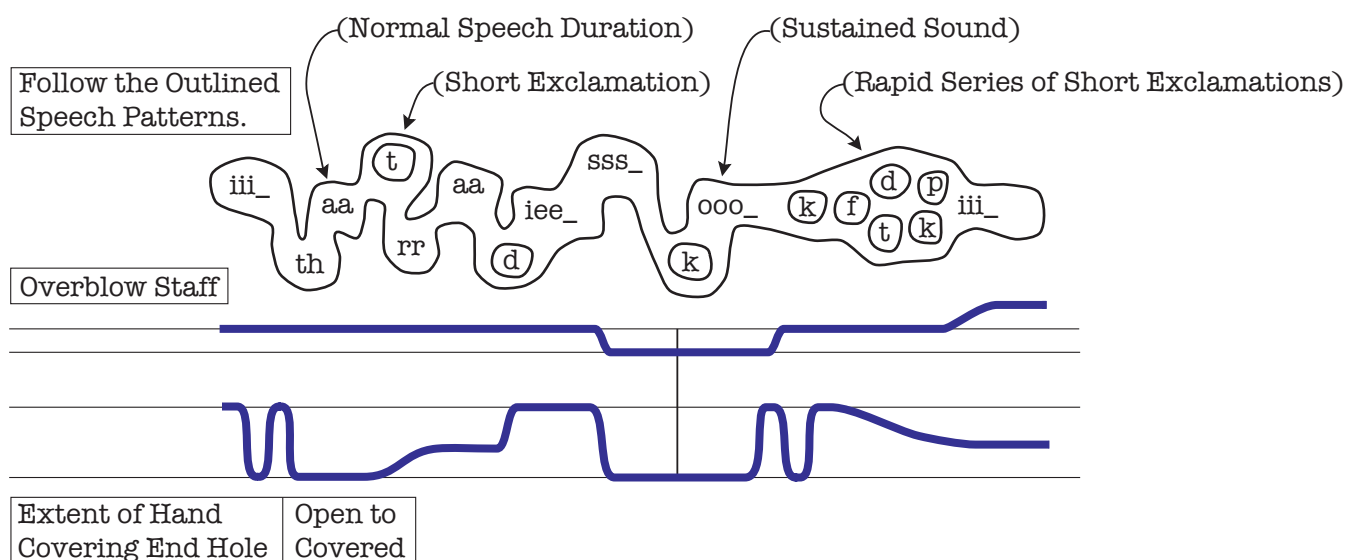 (Normal Speech Duration)
(Sustained Sound)
Follow the Outlined
Speech Patterns.
(Short Exclamation)
(Rapid Series of Short Exclamations)
iii_
th
aa
t
rr
aa
d
iee_
sss_
k
ooo_
k
f
d
p
t
k
iii_
Overblow Staff
Extent of Hand
Covering End Hole
Open to
Covered